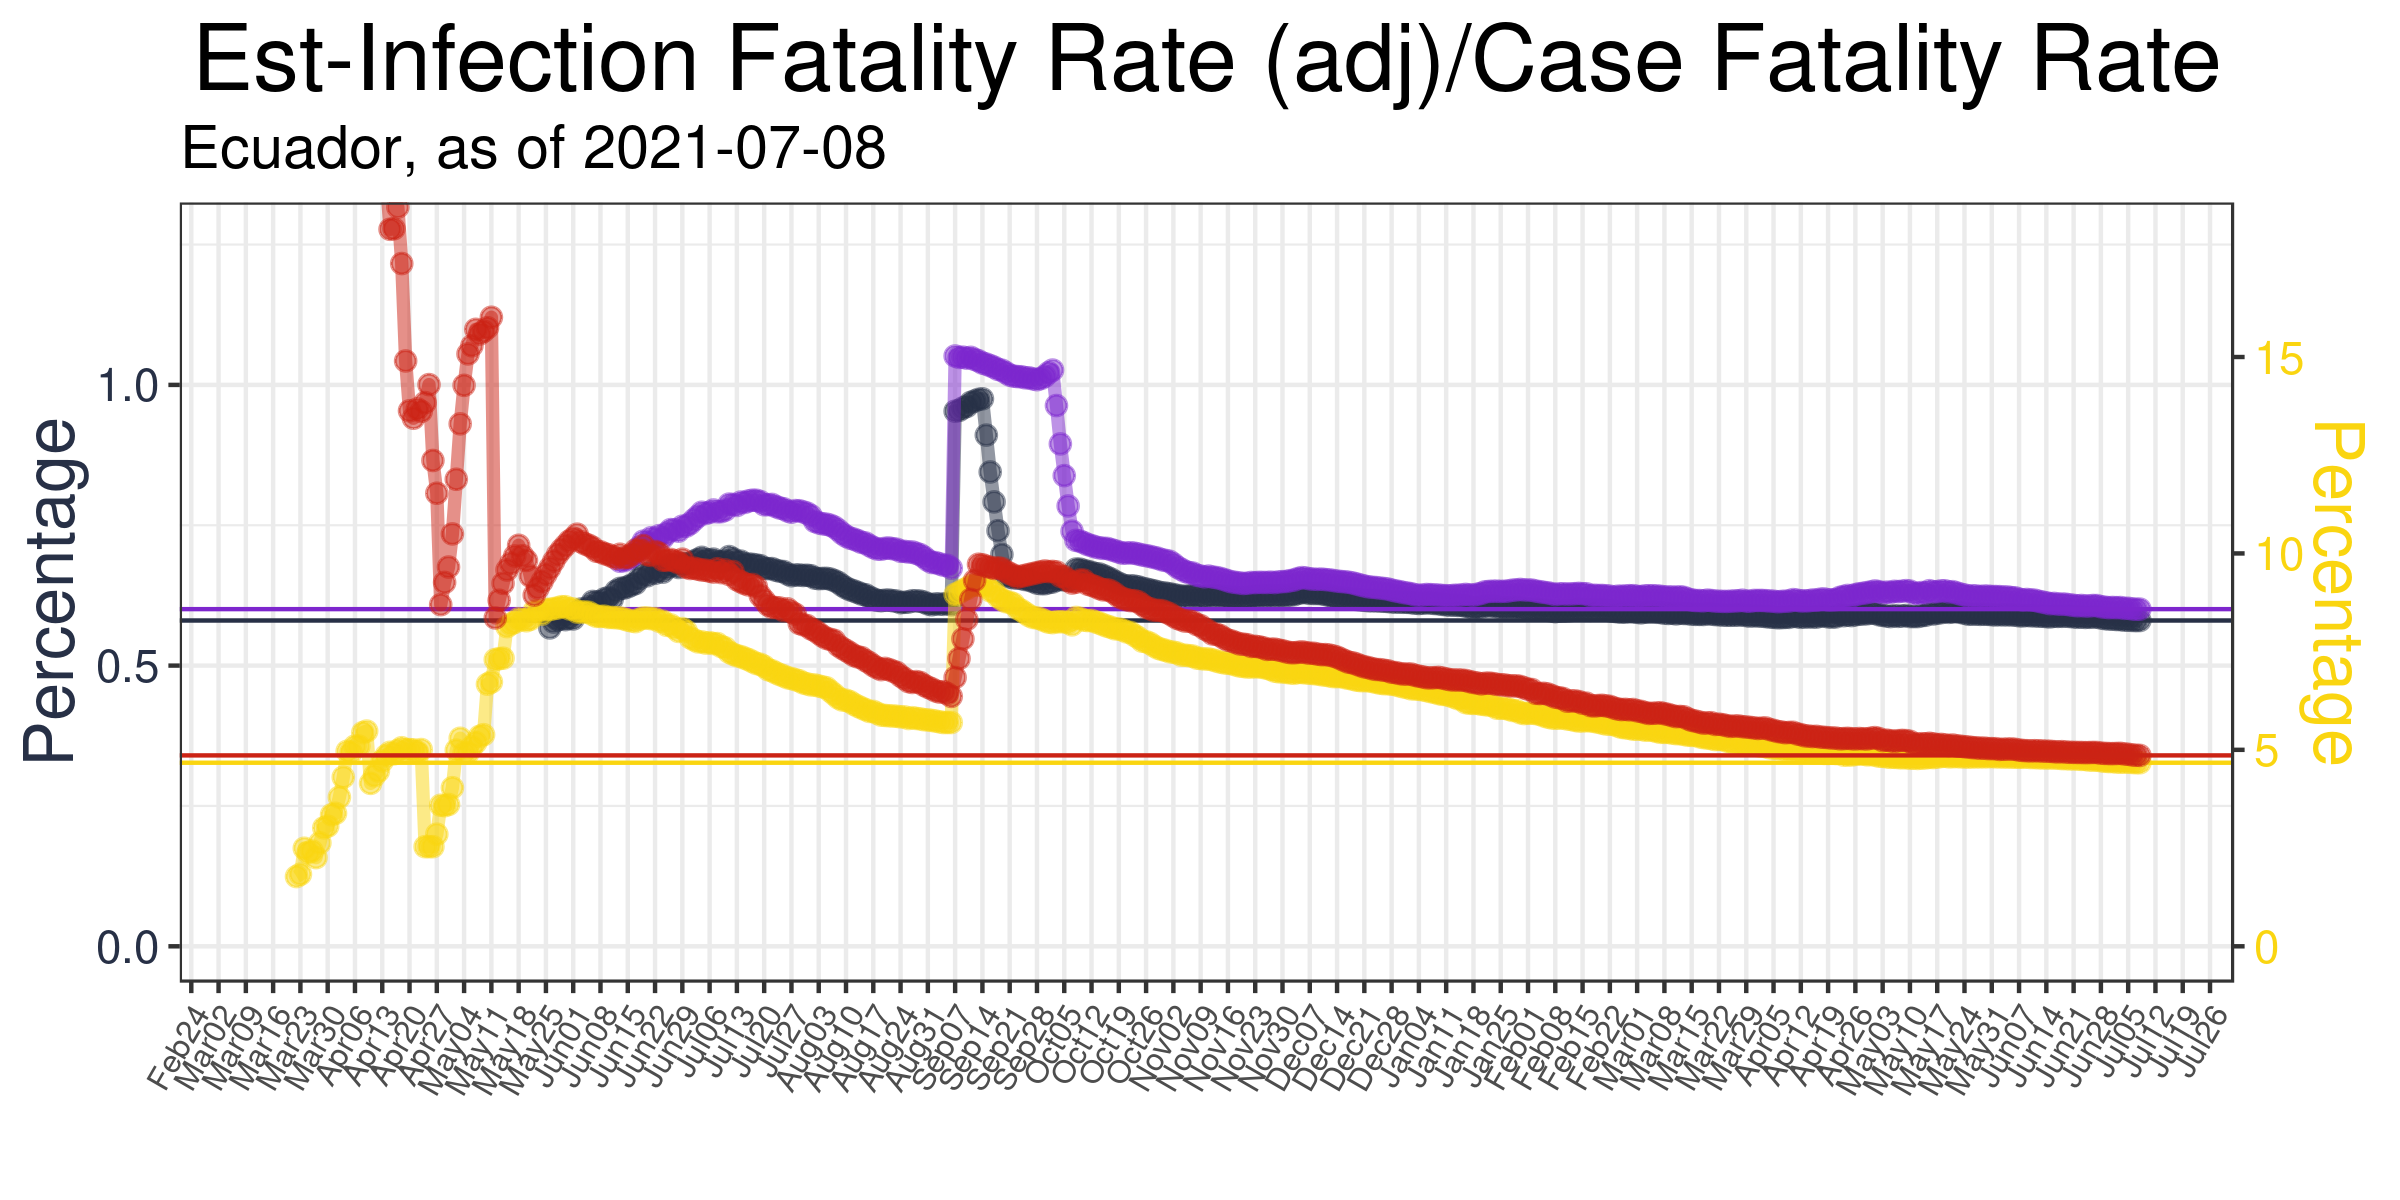 Est-Infection Fatality Rate (adj)/Case Fatality Rate
Ecuador, as of 2021-07-08
Percentage
1.0
0.5
0.0
15
10
5
0
Percentage
Feb24
Mar02
Mar09
Mar16
Mar23
Mar30
Apr06
Apr13
Apr20
Apr27
May04
May11
May18
May25
Jun01
Jun08
Jun15
Jun22
Jun29
Jul06
Jul13
Jul20
Jul27
Aug03
Aug10
Aug17
Aug24
Aug31
Sep07
Sep14
Sep21
Sep28
Oct05
Oct12
Oct19
Oct26
Nov02
Nov09
Nov16
Nov23
Nov30
Dec07
Dec14
Dec21
Dec28
Jan04
Jan11
Jan18
Jan25
Feb01
Feb08
Feb15
Feb22
Mar01
Mar08
Mar15
Mar22
Mar29
Apr05
Apr12
Apr19
Apr26
May03
May10
May17
May24
May31
Jun07
Jun14
Jun21
Jun28
Jul05
Jul12
Jul19
Jul26